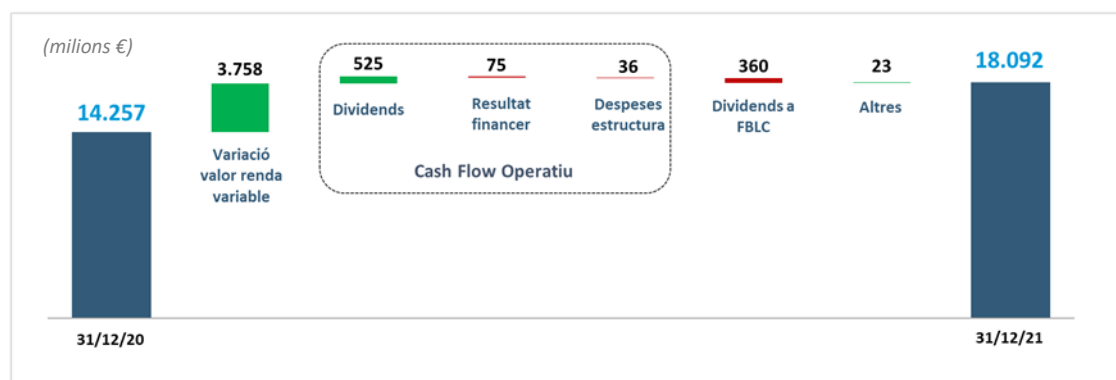 (milions €)
14.257
3.758
Variació
valor renda
variable
525
Dividends
75
Resultat
financer
36
Despeses
estructura
Cash Flow Operatiu
360
Dividends a
FBLC
23
Altres
18.092
31/12/20
31/12/21